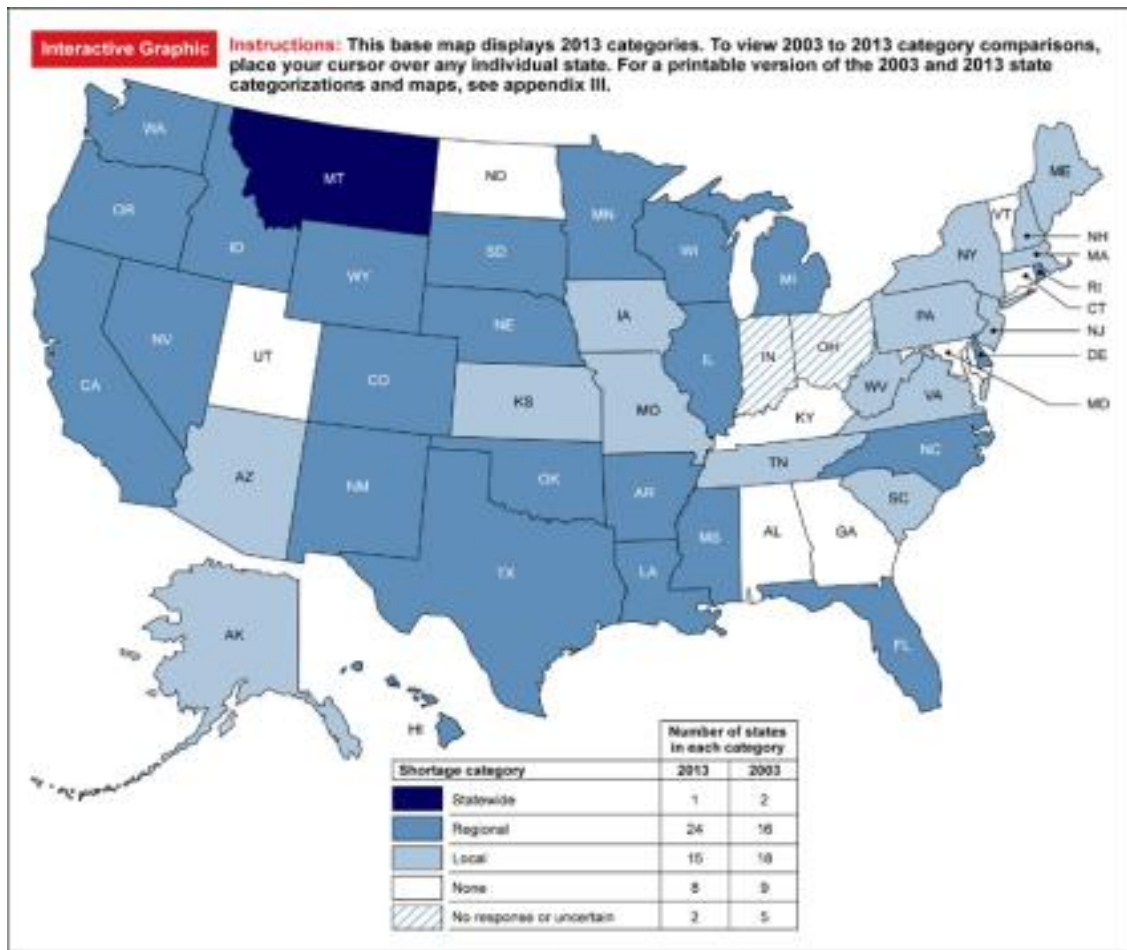 Interactive Graphic
Instructions: This base map displays 2013 categories. To view 2003 to 2013 category comparisons,
place your cursor over any individual state. For a printable version of the 2003 and 2013 state
categorizations and maps, see appendix III.
WA
MT
ND
MN
ME
VT
OR
ID
SD
WI
NY
NH
MA
WY
MI
RI
CT
NE
IA
PA
NJ
NV
UT
IL
IN
OH
DE
CA
CO
KS
MO
WV
VA
MD
KY
AZ
NM
OK
AR
TN
NC
SC
MS
AL
GA
TX
LA
AK
FL
HI
Number of states
in each category
Shortage category 2013 2003
Statewide 1 2
Regional 24 16
Local 15 18
None 8 9
No response or uncertain 2 5